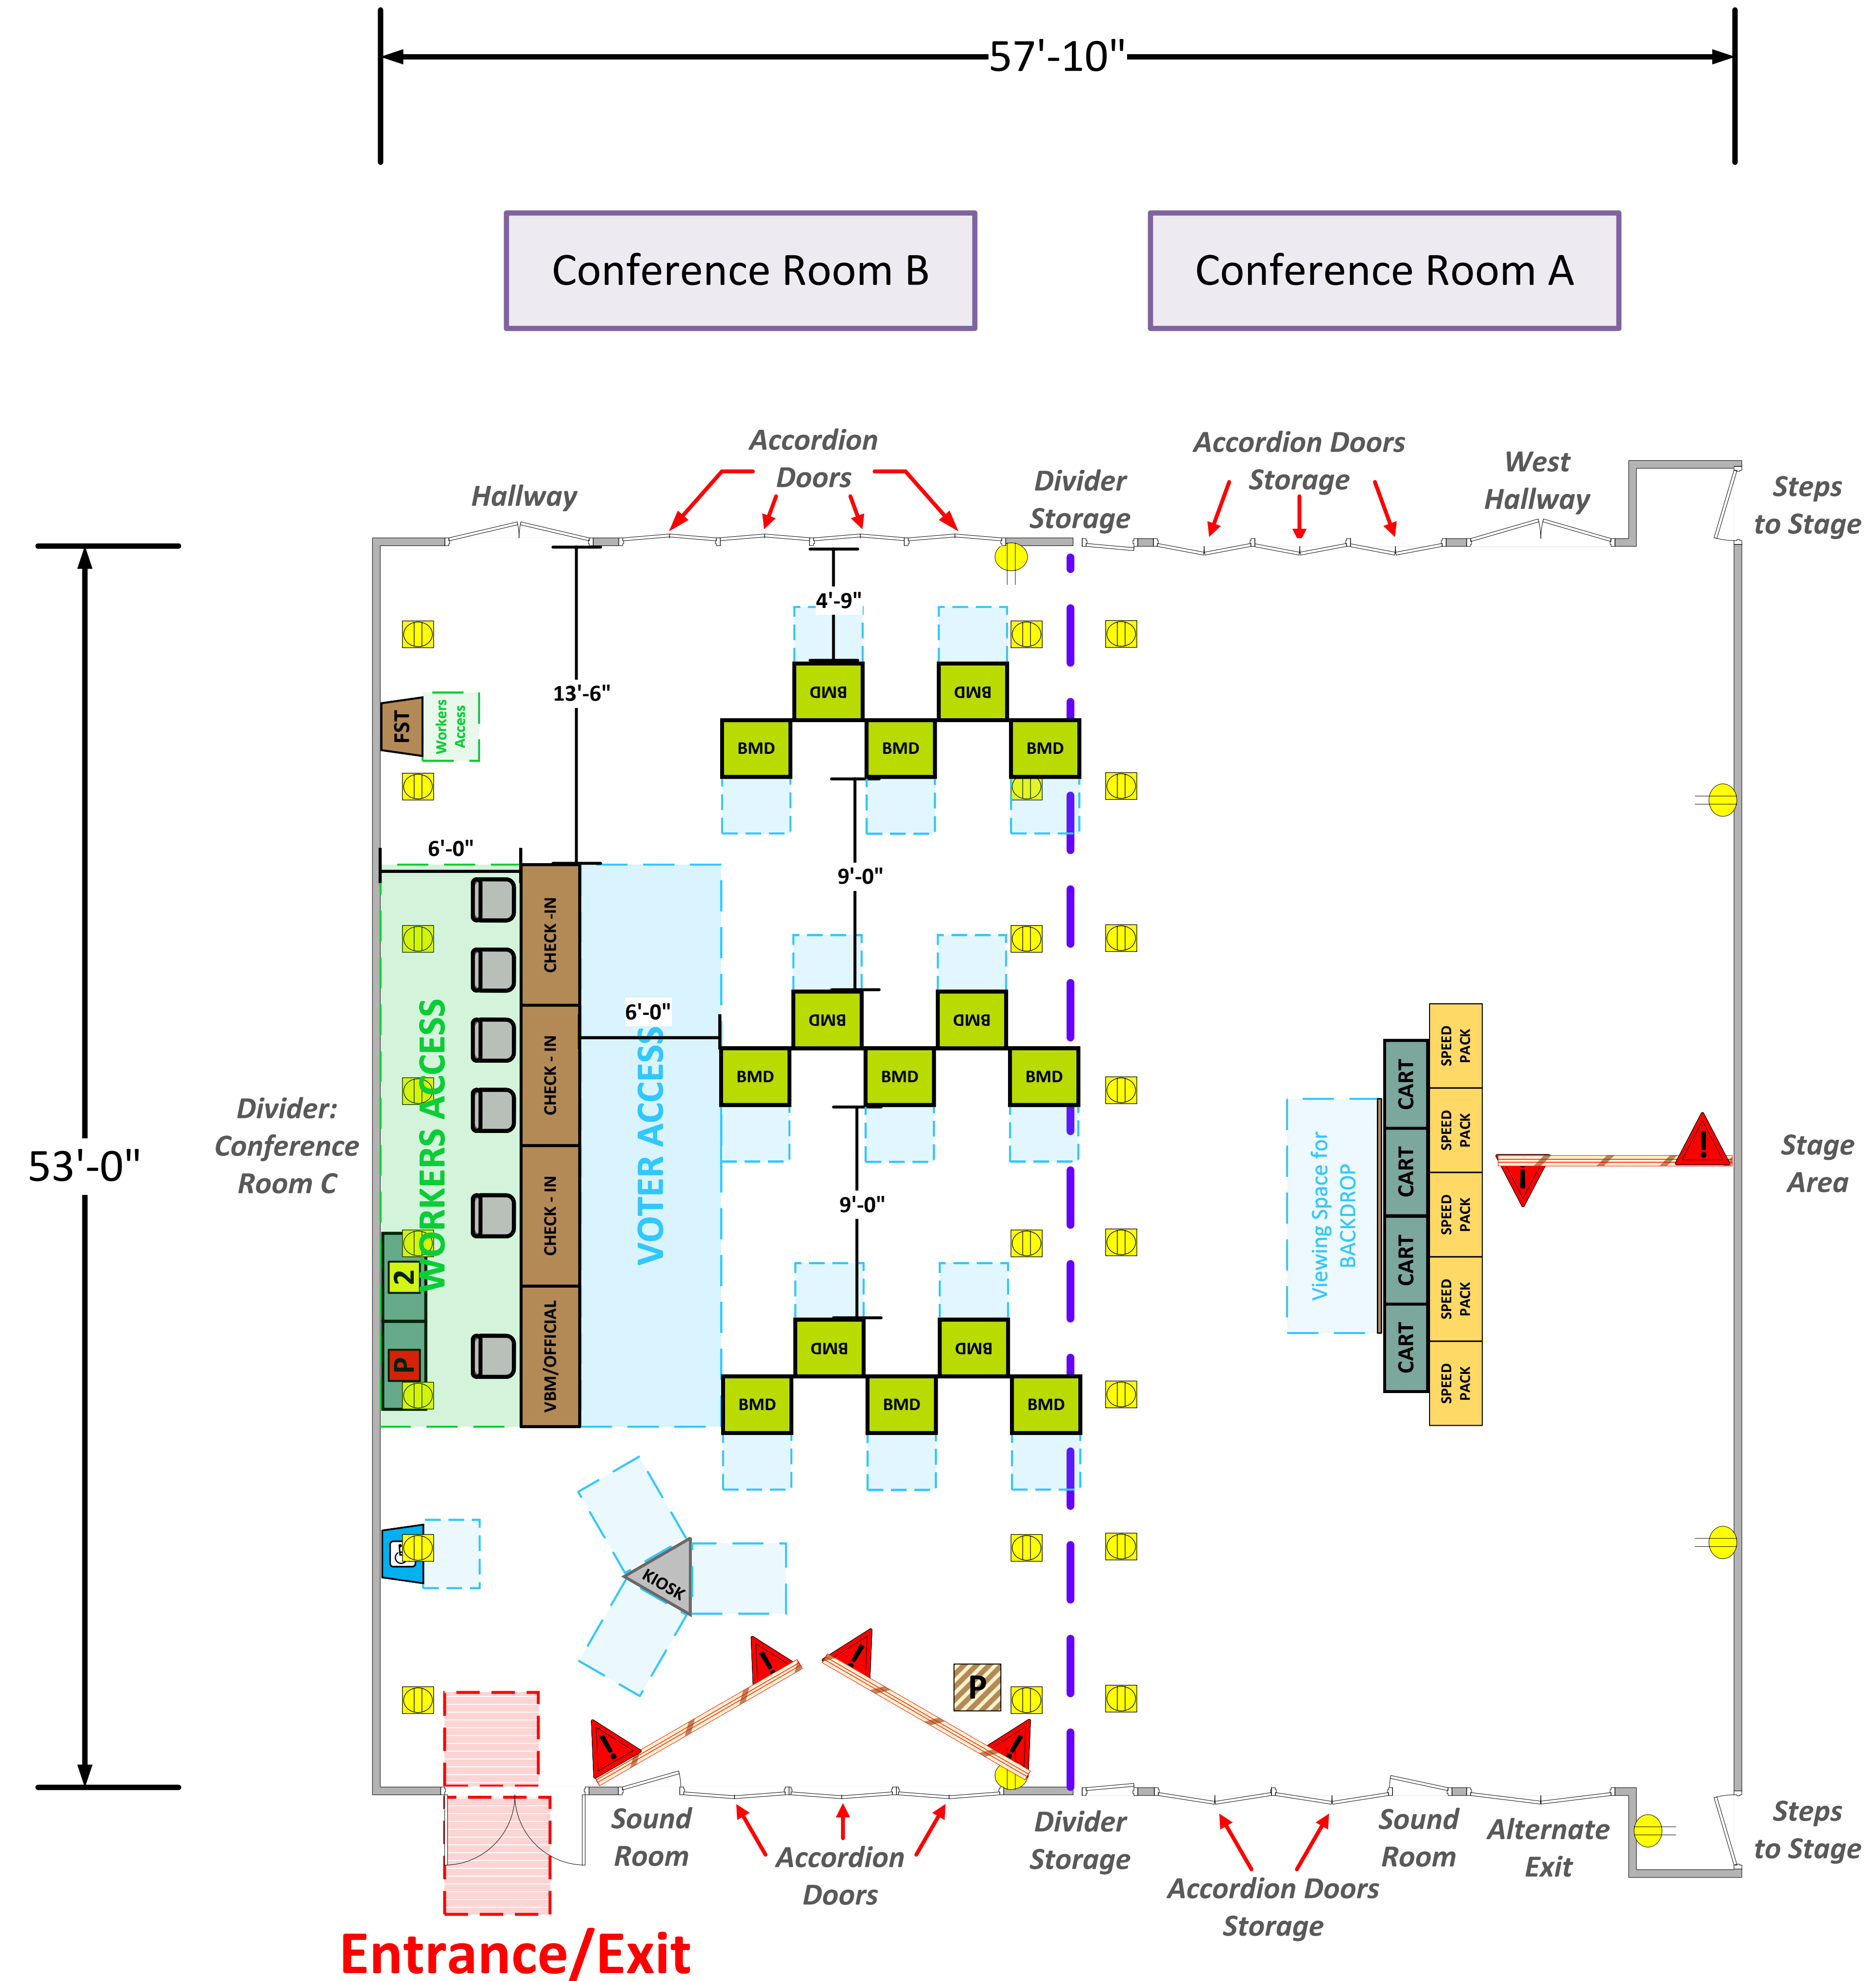 57'-10"
Conference Room B
Conference Room A
Accordion
Doors
Accordion Doors
Storage
West
Hallway
Hallway
Divider
Storage
Steps
to Stage
4'-9"
13'-6"
BMD
BMD
FST
Workers
Access
BMD
BMD
BMD
6'-0"
9'-0"
CHECK -IN
6'-0"
BMD
BMD
CHECK - IN
BMD
BMD
BMD
WORKERS ACCESS
VOTER ACCESS
Divider:
Conference
Room C
53'-0"
9'-0"
CHECK - IN
2
P
VBM/OFFICIAL
BMD
BMD
BMD
BMD
BMD
Viewing Space for
BACKDROP
CART
CART
CART
CART
SPEED
PACK
SPEED
PACK
SPEED
PACK
SPEED
PACK
SPEED
PACK
!
!
Stage
Area
KIOSK
!
!
P
!
!
Sound
Room
Accordion
Doors
Divider
Storage
Accordion Doors
Storage
Sound
Room
Alternate
Exit
Steps
to Stage
Entrance/Exit